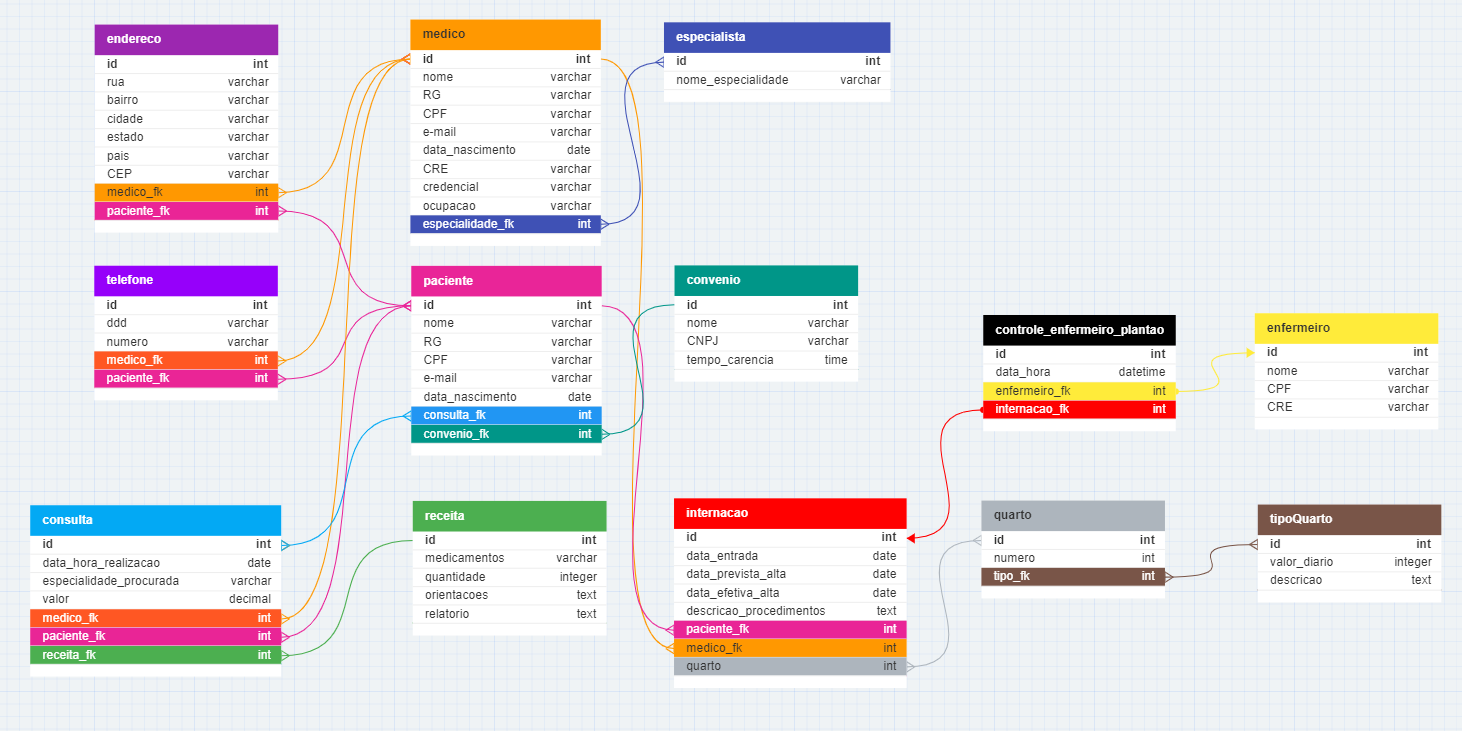 endereco
id int
rua varchar
bairro varchar
cidade varchar
estado varchar
pais varchar
CEP varchar
medico_fk int
paciente_fk int
medico
id int
nome varchar
RG varchar
CPF varchar
e-mail varchar
data_nascimento date
CRE varchar
credencial varchar
ocupacao varchar
especialidade_fk int
especialista
id int
nome_especialidade varchar
telefone
id int
ddd varchar
numero varchar
medico_fk int
paciente_fk int
paciente
id int
nome varchar
RG varchar
CPF varchar
e-mail varchar
data_nascimento date
consulta_fk int
convenio_fk int
convenio
id int
nome varchar
CNPJ varchar
tempo_carencia time
controle_enfermeiro_plantao
id int
data_hora datetime
enfermeiro_fk int
internacao_fk int
enfermeiro
id int
nome varchar
CPF varchar
CRE varchar
consulta
id int
data_hora_realizacao date
especialidade_procurada varchar
valor decimal
medico_fk int
paciente_fk int
receita_fk int
receita
id int
medicamentos varchar
quantidade integer
orientacoes text
relatorio text
internacao
id int
data_entrada date
data_prevista_alta date
data_efetiva_alta date
descricao_procedimentos text
paciente_fk int
medico_fk int
quarto int
quarto
id int
numero int
tipo_fk int
tipoQuarto
id int
valor_diario integer
descricao text